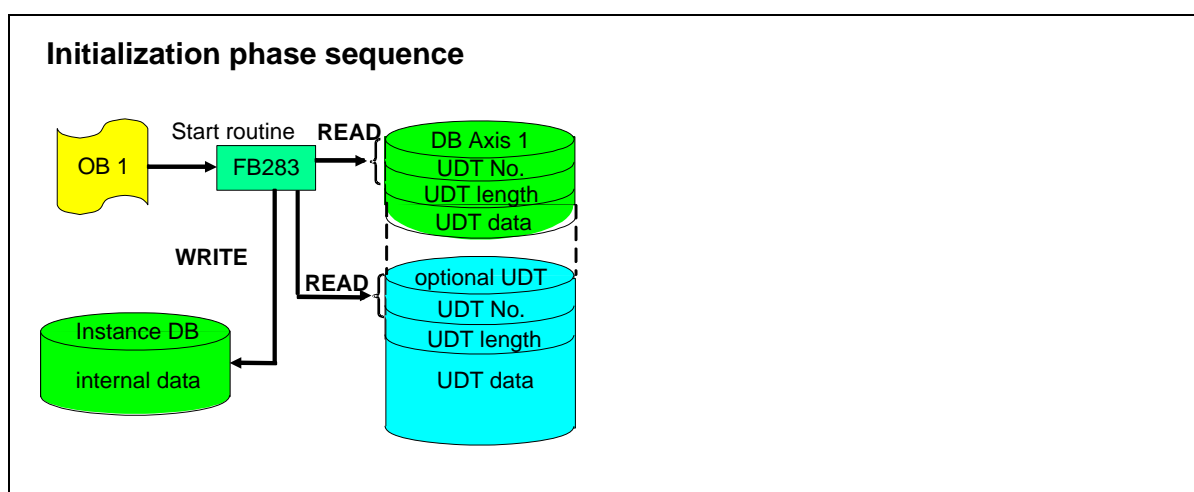 Initialization phase sequence
Start routine
READ
OB 1
FB283
DB Axis 1
UDT No.
UDT length
UDT data
WRITE
READ
optional UDT
UDT No.
UDT length
UDT data
Instance DB
internal data